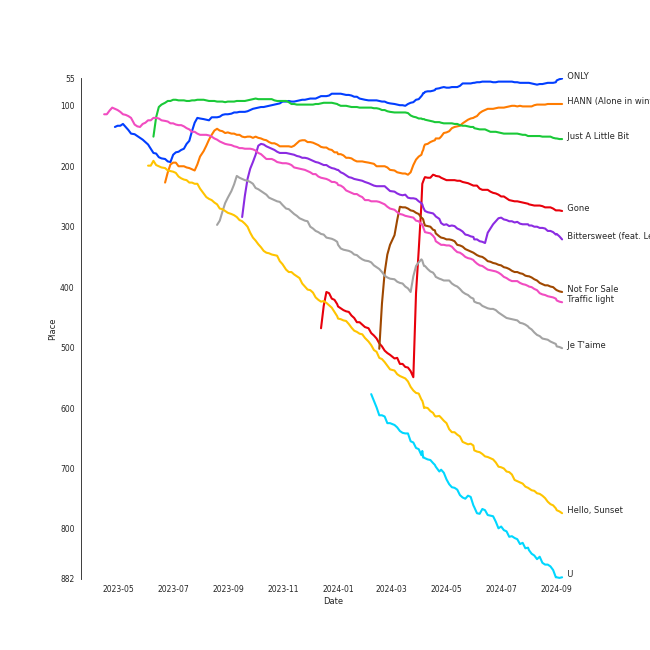 55
100
200
300
400
500
600
700
800
882
Place
2023-05
2023-07
2023-09
2023-11
2024-01
2024-03
2024-05
2024-07
2024-09
Date
ONLY
HANN (Alone in win
Just A Little Bit
Gone
Bittersweet (feat. Le
Not For Sale
Traffic light
Je T'aime
Hello, Sunset
U